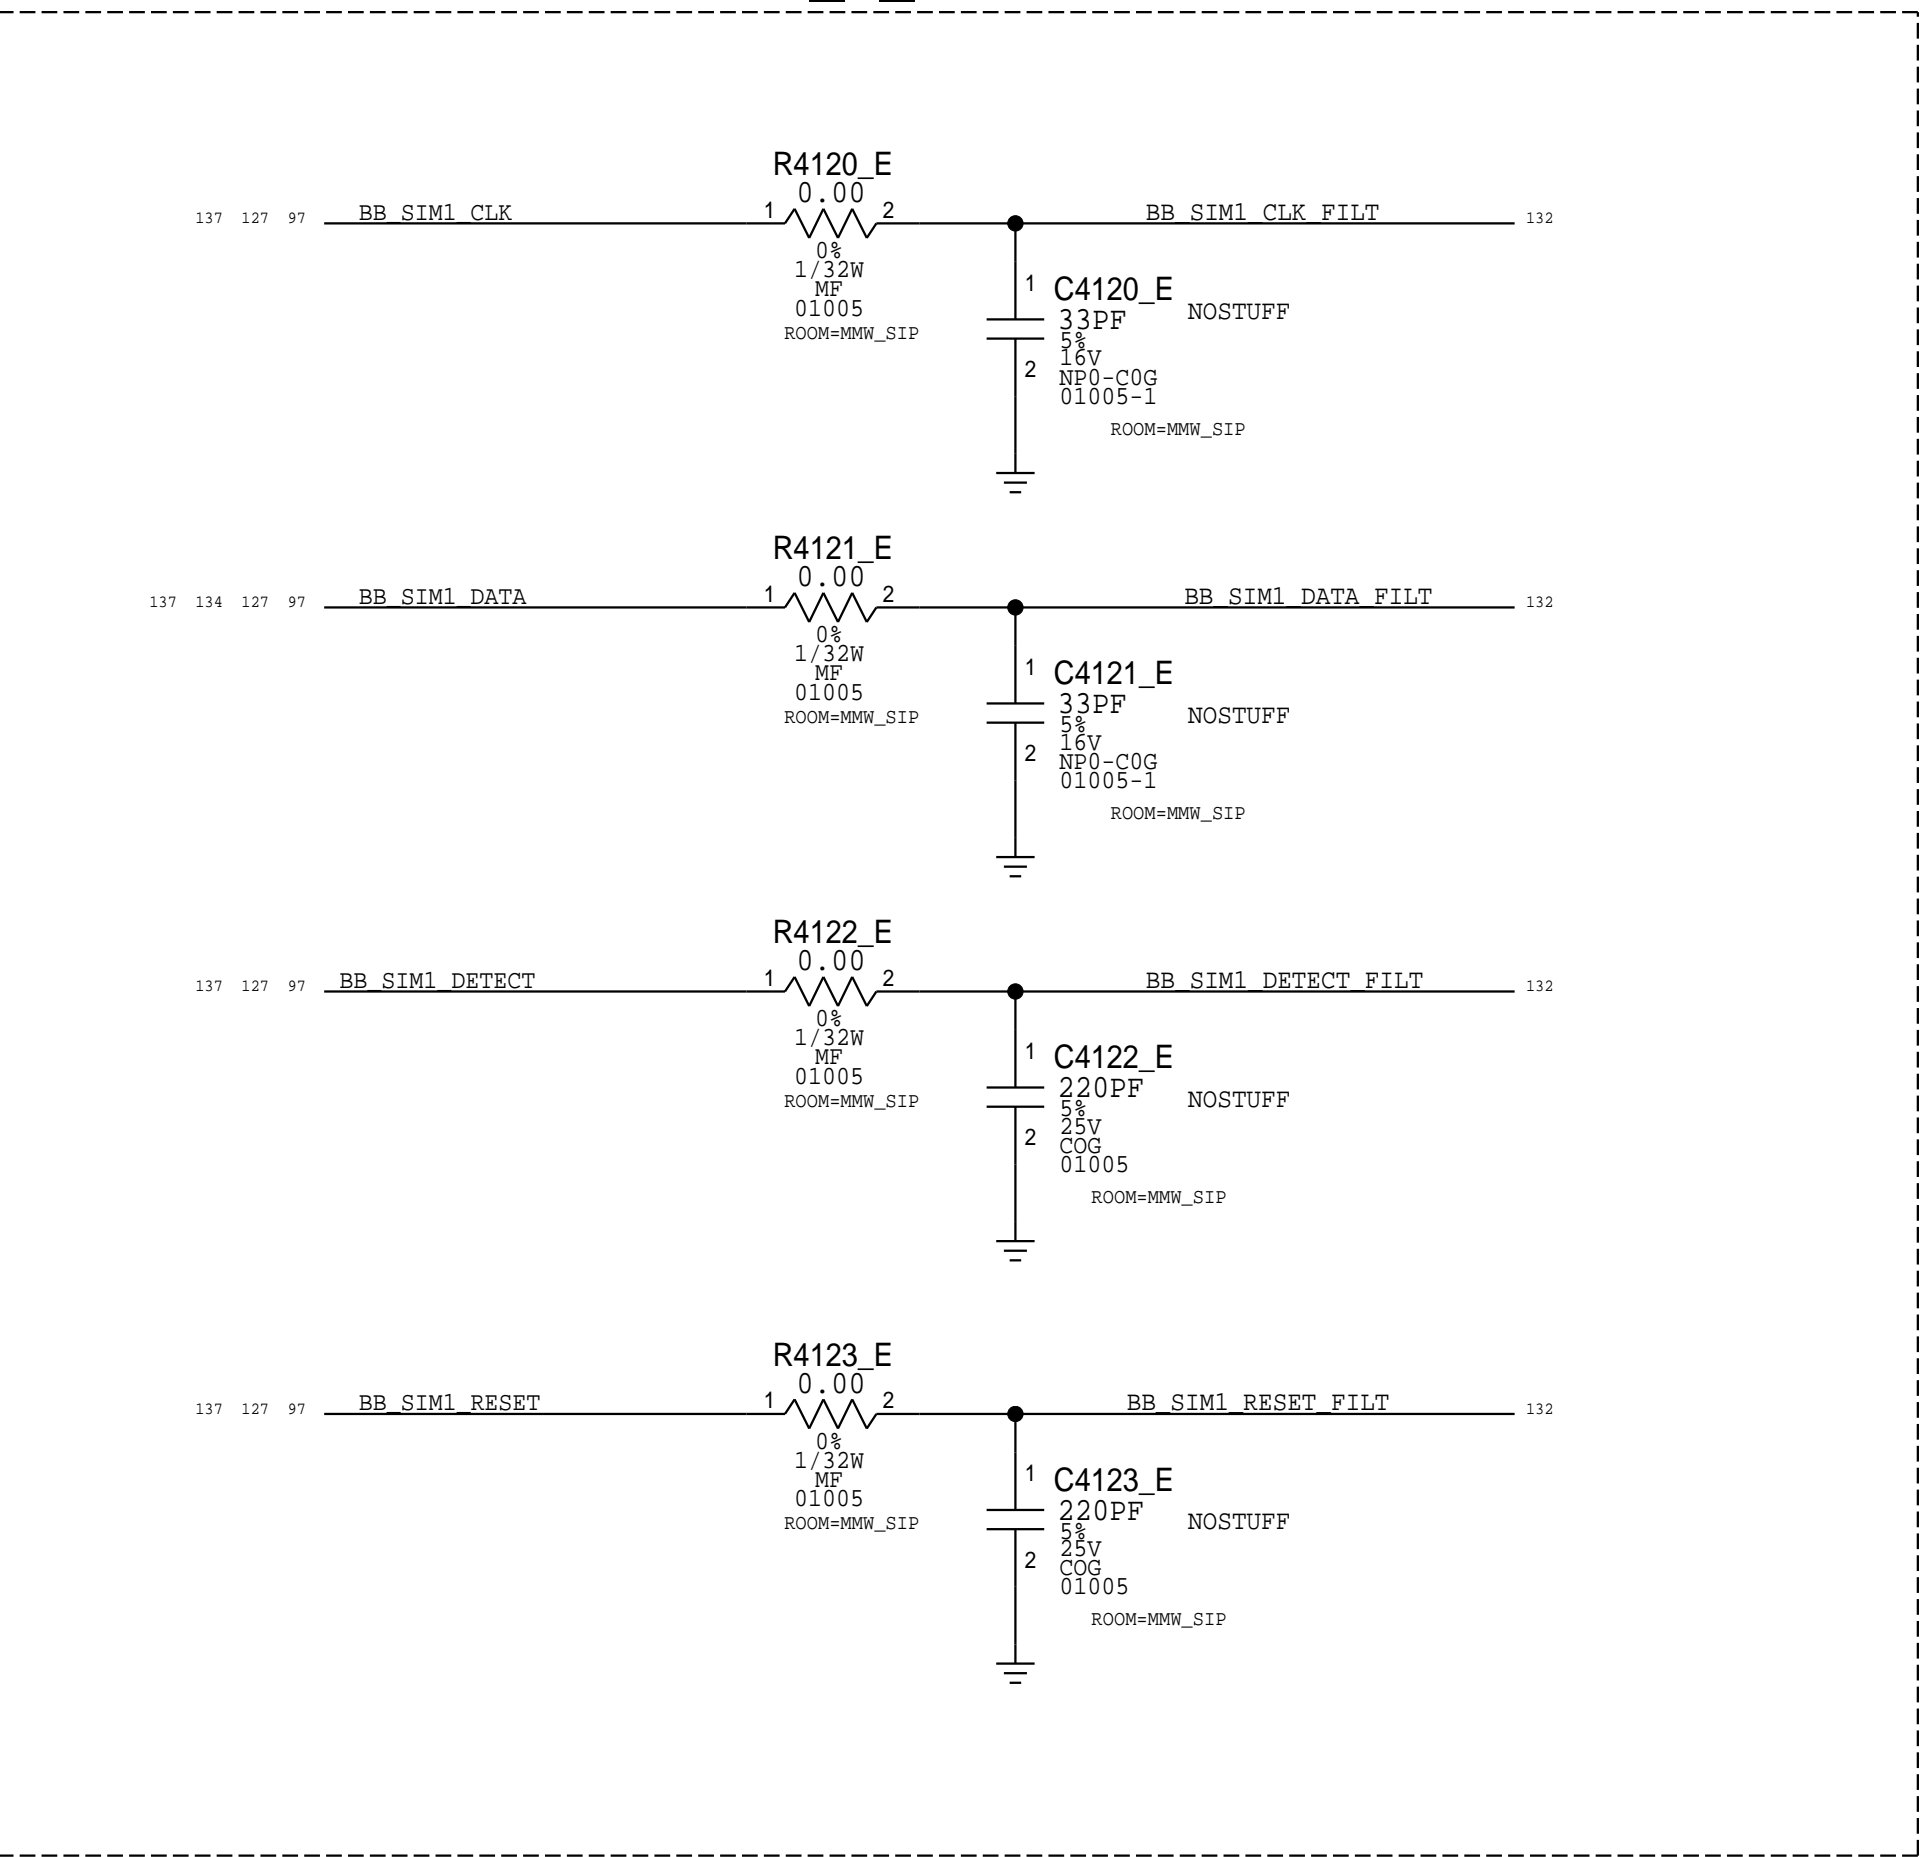 R4120_E
0.00
137 127 97 BB_SIM1_CLK 1 2 BB_SIM1_CLK_FILT 132
0%
1/32W
MF
01005
ROOM=MMW_SIP
1 C4120_E
33PF NOSTUFF
5%
16V
2 NP0-C0G
01005-1
ROOM=MMW_SIP
R4121_E
0.00
137 134 127 97 BB_SIM1_DATA 1 2 BB_SIM1_DATA_FILT 132
0%
1/32W
MF
01005
ROOM=MMW_SIP
1 C4121_E
33PF NOSTUFF
5%
16V
2 NP0-C0G
01005-1
ROOM=MMW_SIP
R4122_E
0.00
137 127 97 BB_SIM1_DETECT 1 2 BB_SIM1_DETECT_FILT 132
0%
1/32W
MF
01005
ROOM=MMW_SIP
1 C4122_E
220PF NOSTUFF
5%
25V
2 COG
01005
ROOM=MMW_SIP
R4123_E
0.00
137 127 97 BB_SIM1_RESET 1 2 BB_SIM1_RESET_FILT 132
0%
1/32W
MF
01005
ROOM=MMW_SIP
1 C4123_E
220PF NOSTUFF
5%
25V
2 COG
01005
ROOM=MMW_SIP